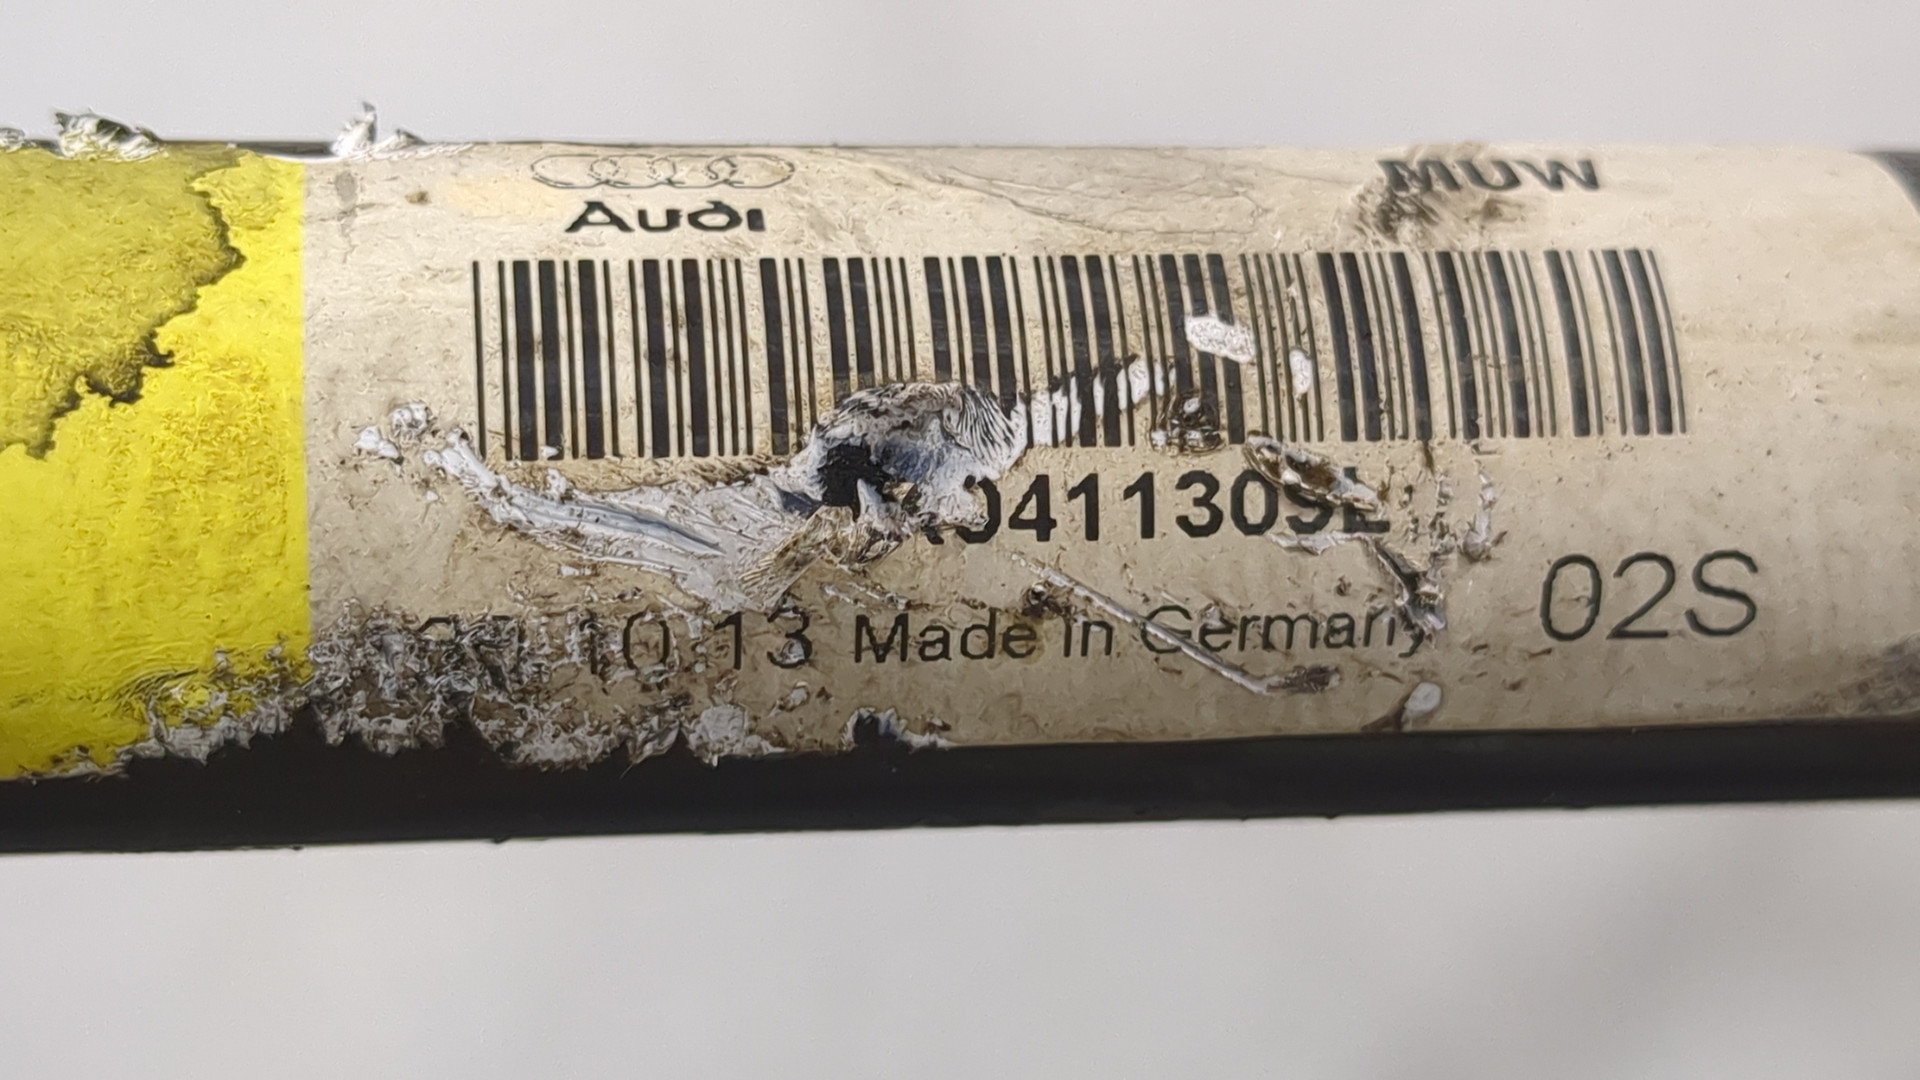 Audi
MUW
0411309L
10.13 Made in Germany
02S